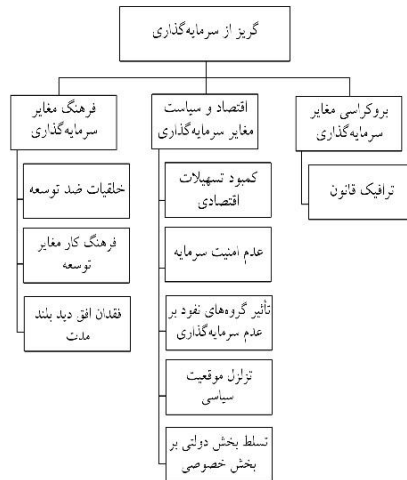 گریز از سرمایه‌گذاری
بروکراسی مغایر
سرمایه‌گذاری
ترافیک قانون
اقتصاد و سیاست
مغایر سرمایه‌گذاری
کمبود تسهیلات
اقتصادی
عدم امنیت سرمایه
تأثیر گروه‌های نفود بر
عدم سرمایه‌گذاری
تزلزل موقعیت
سیاسی
تسلط بخش دولتی بر
بخش خصوصی
فرهنگ مغایر
سرمایه‌گذاری
خلقیات ضد توسعه
فرهنگ کار مغایر
توسعه
فقدان افق دید بلند
مدت